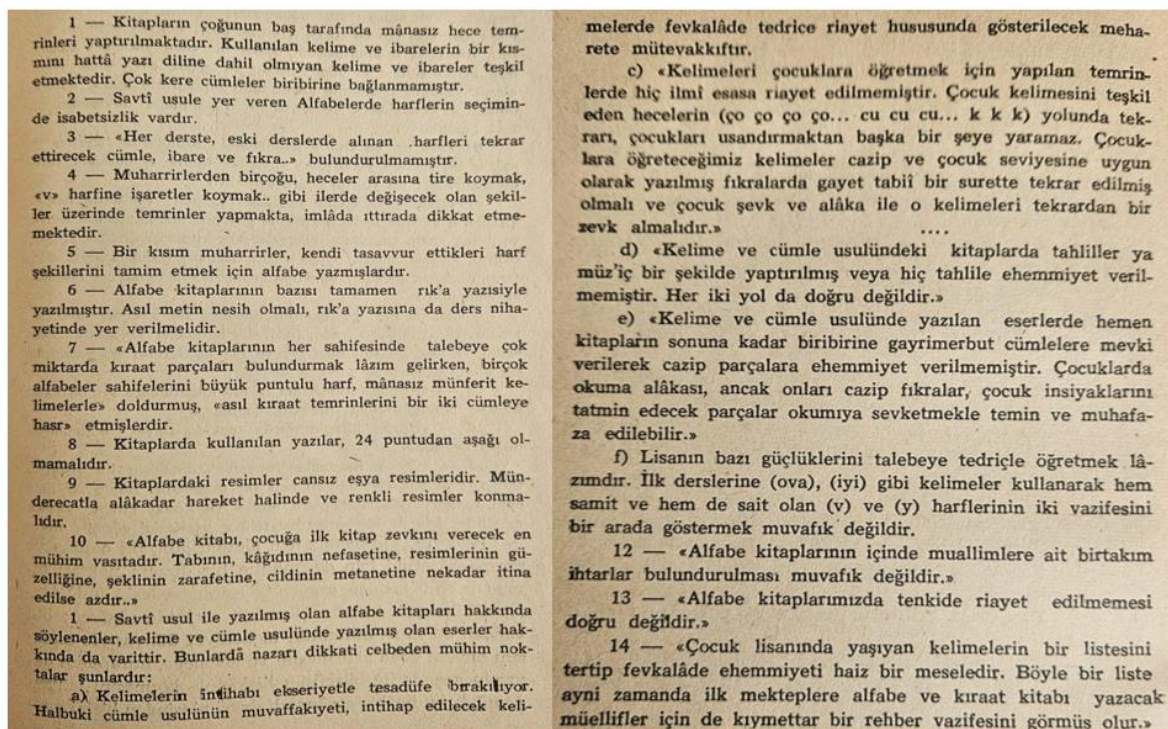 1 — Kitapların çoğunun baş tarafında mânasız hece tem-
rinleri yaptırılmaktadır. Kullanılan kelime ve ibarelerin bir kıs-
mını hattâ yazı diline dahil olmıyan kelime ve ibareler teşkil
etmektedir. Çok kere cümleler biribirine bağlanmamıştır.
2 — Savtî usule yer veren Alfabelerde harflerin seçimin-
de isabetsizlik vardır.
3 — «Her derste, eski derslerde alınan harfleri tekrar
ettirecek cümle, ibare ve fıkra..» bulundurulmamıştır.
4 — Muharrirlerden birçoğu, heceler arasına tire koymak,
«v» harfine işaretler koymak.. gibi ilerde değişecek olan şekil-
ler üzerinde temrinler yapmakta, imlâda ıttırada dikkat etme-
mektedir.
5 — Bir kısım muharrirler, kendi tasavvur ettikleri harf
şekillerini tamim etmek için alfabe yazmışlardır.
6 — Alfabe kitaplarının bazısı tamamen rık'a yazısiyle
yazılmıştır. Asıl metin nesih olmalı, rık'a yazısına da ders niha-
yetinde yer verilmelidir.
7 — «Alfabe kitaplarının her sahifesinde talebeye çok
miktarda kıraat parçaları bulundurmak lâzım gelirken, birçok
alfabeler sahifelerini büyük puntulu harf, mânasız münferit ke-
limelerle» doldurmuş, «asıl kıraat temrinlerini bir iki cümleye
hasr» etmişlerdir.
8 — Kitaplarda kullanılan yazılar, 24 puntudan aşağı ol-
mamalıdır.
9 — Kitaplardaki resimler cansız eşya resimleridir. Mün-
derecatla alâkadar hareket halinde ve renkli resimler konma-
lıdır.
10 — «Alfabe kitabı, çocuğa ilk kitap zevkını verecek en
mühim vasıtadır. Tabının, kâğıdının nefasetine, resimlerinin gü-
zelliğine, şeklinin zarafetine, cildinin metanetine nekadar itina
edilse azdır..»
1 — Savtî usul ile yazılmış olan alfabe kitapları hakkında
söylenenler, kelime ve cümle usulünde yazılmış olan eserler hak-
kında da varittir. Bunlarda nazarı dikkati celbeden mühim nok-
talar şunlardır:
a) Kelimelerin intihabı ekseriyetle tesadüfe bırakılıyor.
Halbuki cümle usulünün muvaffakıyeti, intihap edilecek keli-
melerde fevkalâde tedrice riayet hususunda gösterilecek meha-
rete mütevakkıftır.
c) «Kelimeleri çocuklara öğretmek için yapılan temrin-
lerde hiç ilmî esasa riayet edilmemiştir. Çocuk kelimesini teşkil
eden hecelerin (ço ço ço ço... cu cu cu... k k k) yolunda tek-
rarı, çocukları usandırmaktan başka bir şeye yaramaz. Çocuk-
lara öğreteceğimiz kelimeler cazip ve çocuk seviyesine uygun
olarak yazılmış fıkralarda gayet tabiî bir surette tekrar edilmiş
olmalı ve çocuk şevk ve alâka ile o kelimeleri tekrardan bir
zevk almalıdır.»
....
d) «Kelime ve cümle usulündeki kitaplarda tahliller ya
müz'iç bir şekilde yaptırılmış veya hiç tahlile ehemmiyet veril-
memiştir. Her iki yol da doğru değildir.»
e) «Kelime ve cümle usulünde yazılan eserlerde hemen
kitapların sonuna kadar biribirine gayrimerbut cümlelere mevki
verilerek cazip parçalara ehemmiyet verilmemiştir. Çocuklarda
okuma alâkası, ancak onları cazip fıkralar, çocuk insiyaklarını
tatmin edecek parçalar okumıya sevketmekle temin ve muhafa-
za edilebilir.»
f) Lisanın bazı güçlüklerini talebeye tedriçle öğretmek lâ-
zımdır. İlk derslerine (ova), (iyi) gibi kelimeler kullanarak hem
samit ve hem de sait olan (v) ve (y) harflerinin iki vazifesini
bir arada göstermek muvafık değildir.
12 — «Alfabe kitaplarının içinde muallimlere ait birtakım
ihtarlar bulundurulması muvafık değildir.»
13 — «Alfabe kitaplarımızda tenkide riayet edilmemesi
doğru değildir.»
14 — «Çocuk lisanında yaşıyan kelimelerin bir listesini
tertip fevkalâde ehemmiyeti haiz bir meseledir. Böyle bir liste
ayni zamanda ilk mekteplere alfabe ve kıraat kitabı yazacak
müellifler için de kıymettar bir rehber vazifesini görmüş olur.»